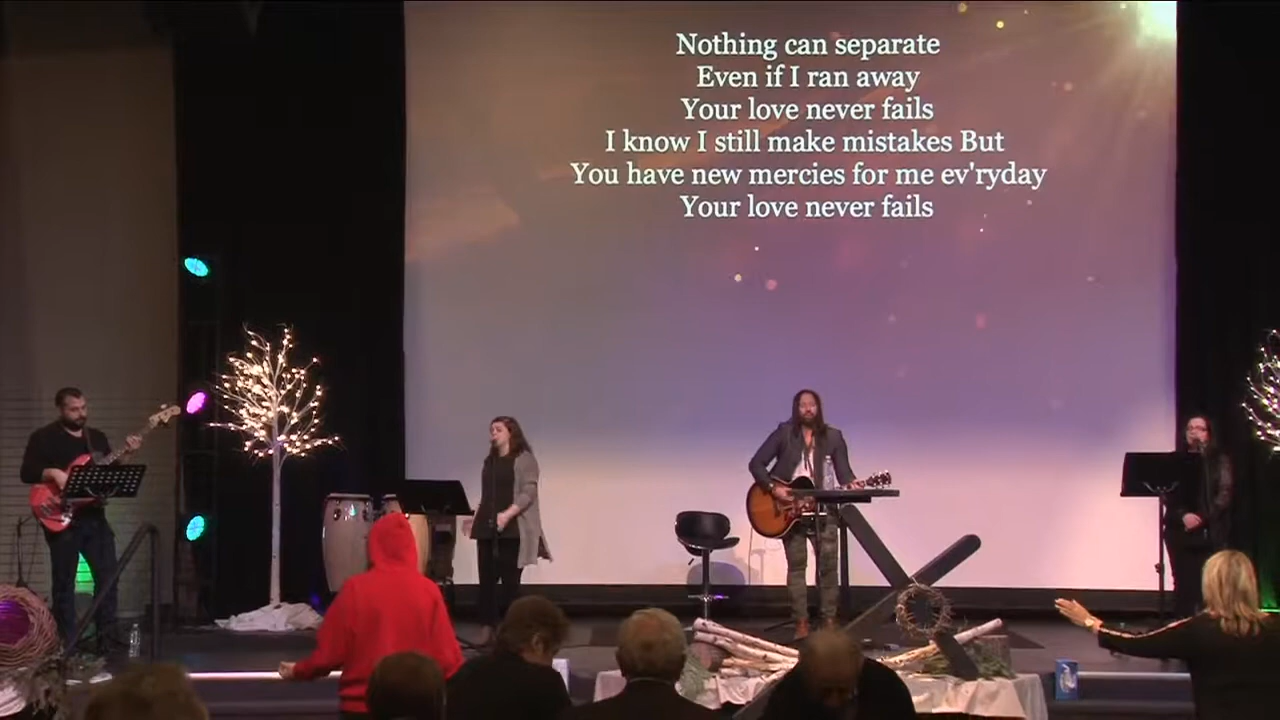 Nothing can separate
Even if I ran away
Your love never fails
I know I still make mistakes But
You have new mercies for me ev'ryday
Your love never fails